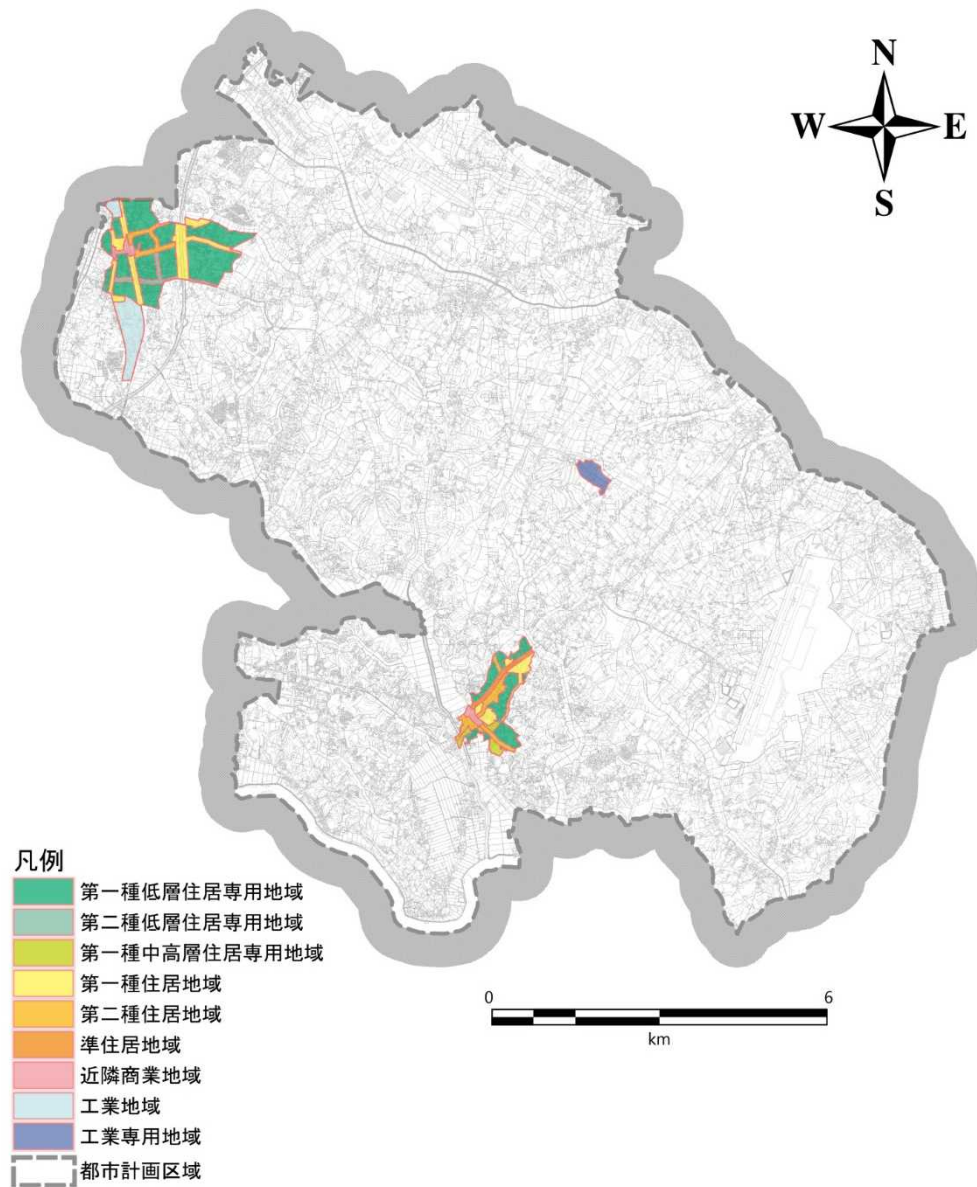 N
W E
S
凡例
第一種低層住居専用地域
第二種低層住居専用地域
第一種中高層住居専用地域
第一種住居地域
第二種住居地域
準住居地域
近隣商業地域
工業地域
工業専用地域
都市計画区域
0 6
km